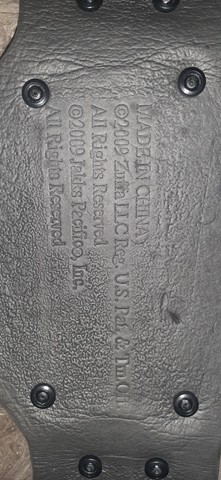 MADE IN CHINA
©2009 Zuffa LLC Reg. U.S. Pat. & Tm. Off.
All Rights Reserved
©2009 Jakks Pacifico, Inc.
All Rights Reserved